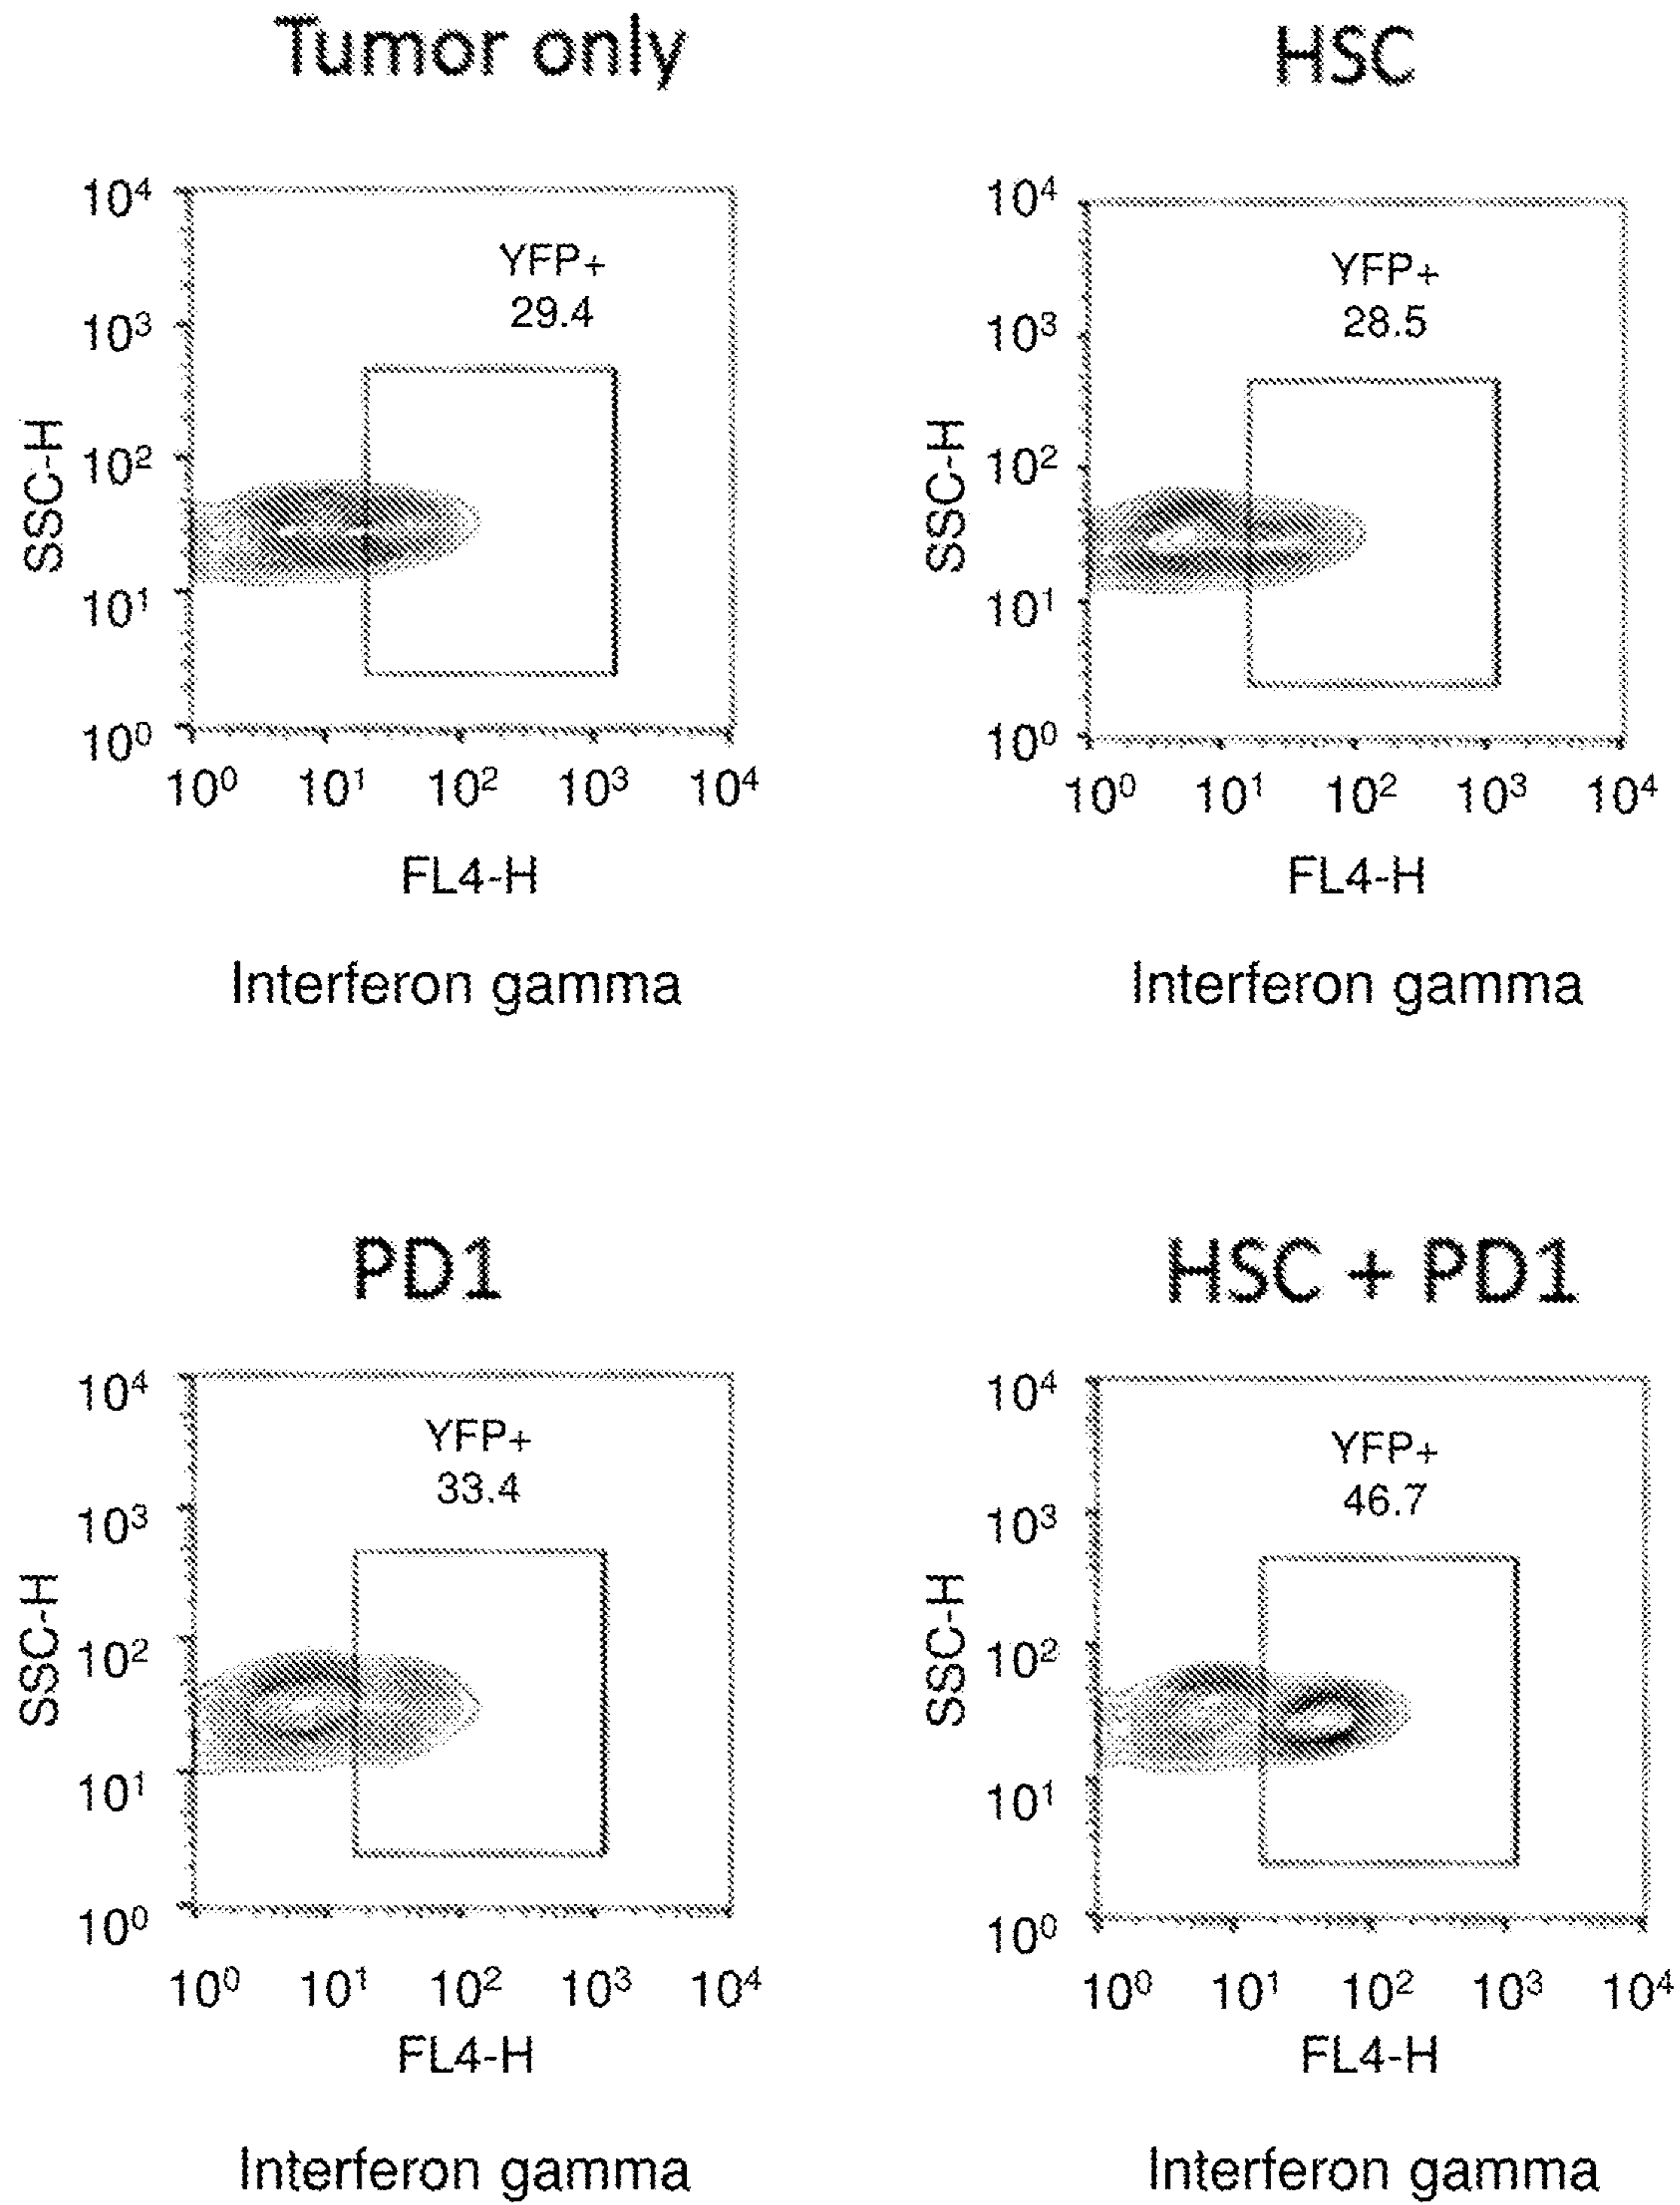 Tumor only
HSC
10⁴
YFP+
29.4
10³
SSC-H
10²
10¹
10⁰
10⁰ 10¹ 10² 10³ 10⁴
FL4-H
Interferon gamma
10⁴
YFP+
28.5
10³
SSC-H
10²
10¹
10⁰
10⁰ 10¹ 10² 10³ 10⁴
FL4-H
Interferon gamma
PD1
HSC + PD1
10⁴
YFP+
33.4
10³
SSC-H
10²
10¹
10⁰
10⁰ 10¹ 10² 10³ 10⁴
FL4-H
Interferon gamma
10⁴
YFP+
46.7
10³
SSC-H
10²
10¹
10⁰
10⁰ 10¹ 10² 10³ 10⁴
FL4-H
Interferon gamma